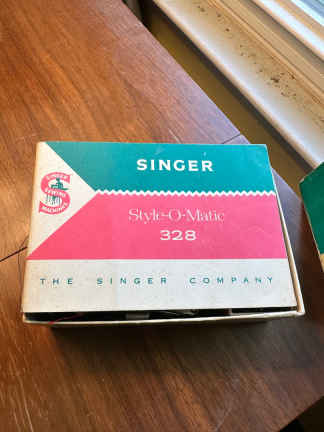 SINGER
SINGER
SEWING
MACHINES
Style-O-Matic
328
THE SINGER COMPANY